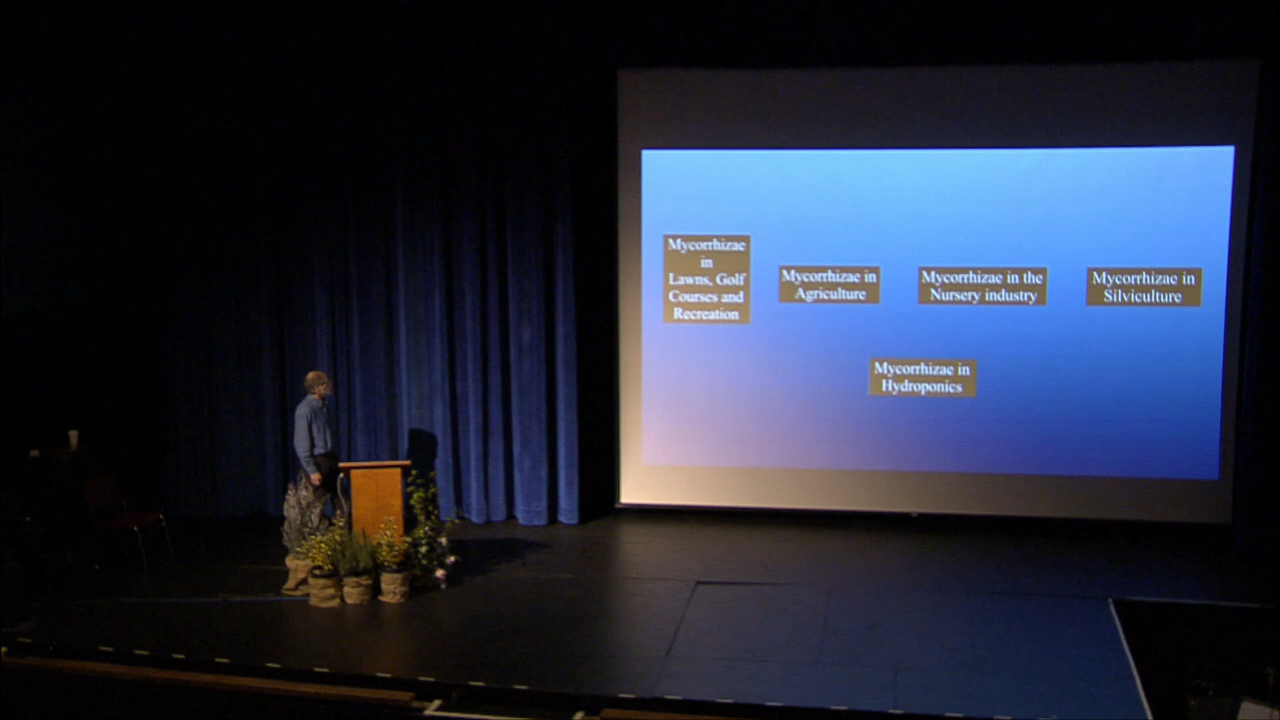 Mycorrhizae
in
Lawns, Golf
Courses and
Recreation
Mycorrhizae in
Agriculture
Mycorrhizae in the
Nursery industry
Mycorrhizae in
Silviculture
Mycorrhizae in
Hydroponics